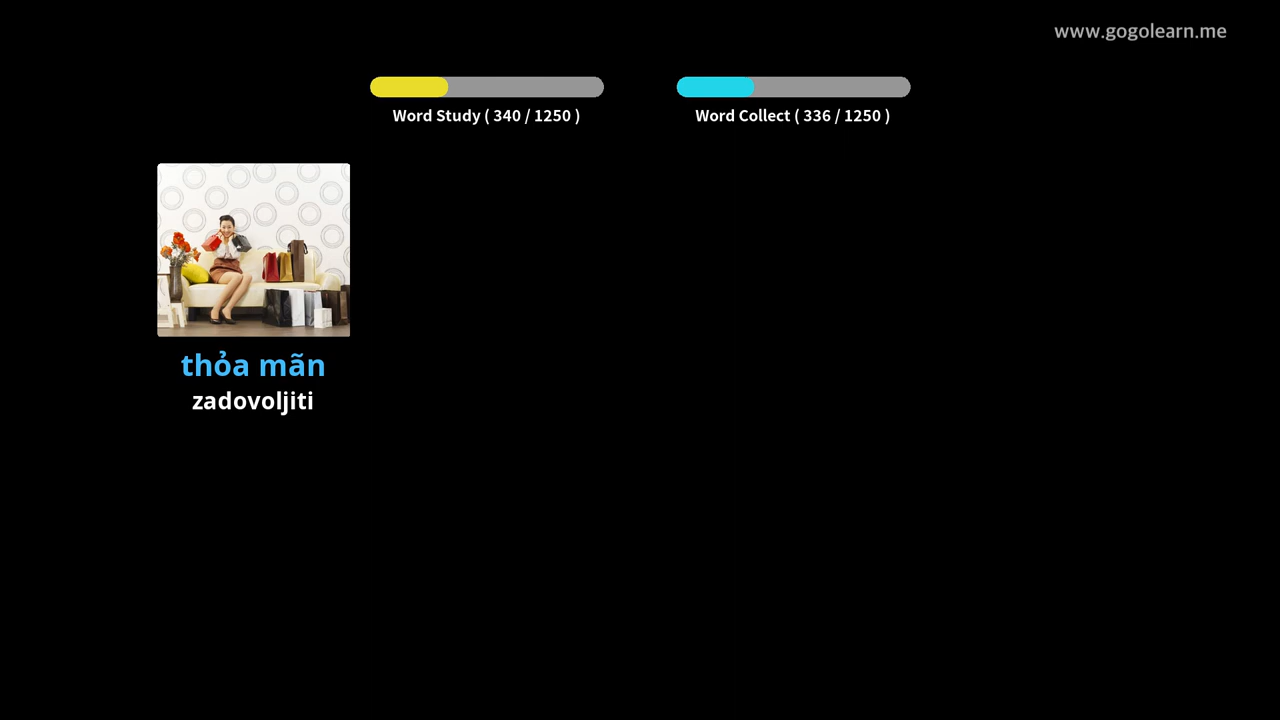 www.gogolearn.me
Word Study ( 340 / 1250 )
Word Collect ( 336 / 1250 )
thỏa mãn
zadovoljiti